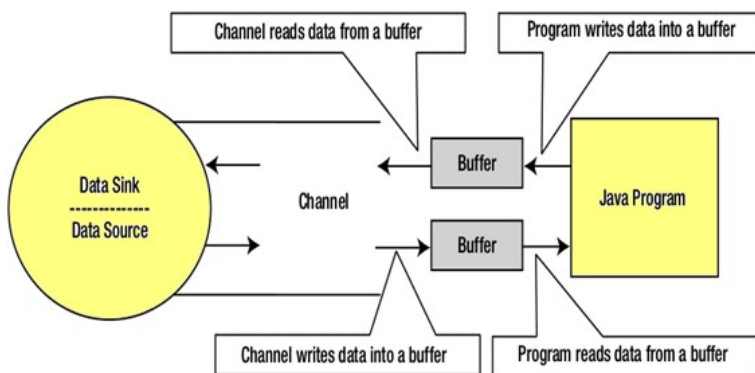 Channel reads data from a buffer
Program writes data into a buffer
Buffer
Data Sink
Data Source
Channel
Java Program
Buffer
Channel writes data into a buffer
Program reads data from a buffer